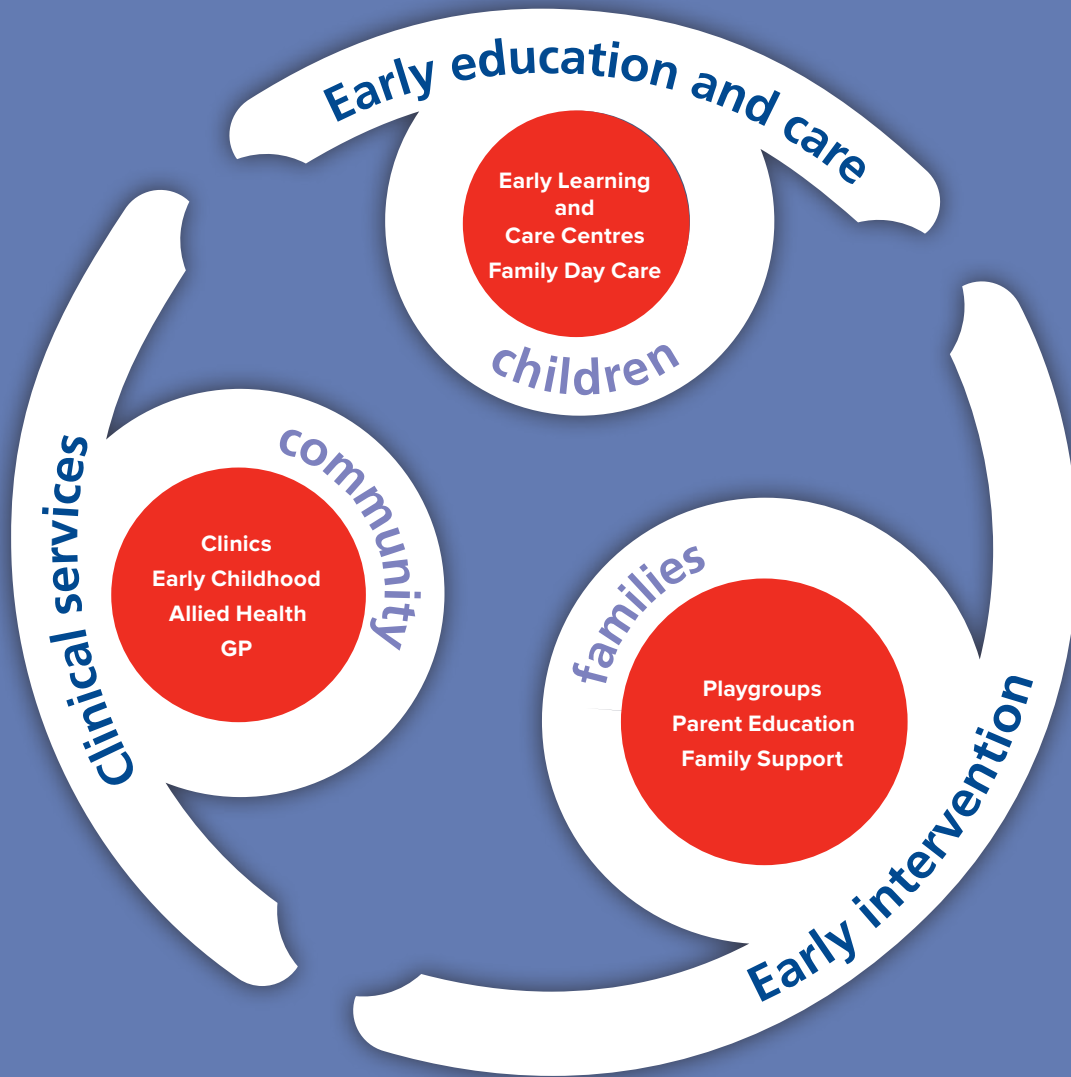 Early education and care
Early Learning
and
Care Centres
Family Day Care
children
Clinical services
community
Clinics
Early Childhood
Allied Health
GP
families
Playgroups
Parent Education
Family Support
Early intervention